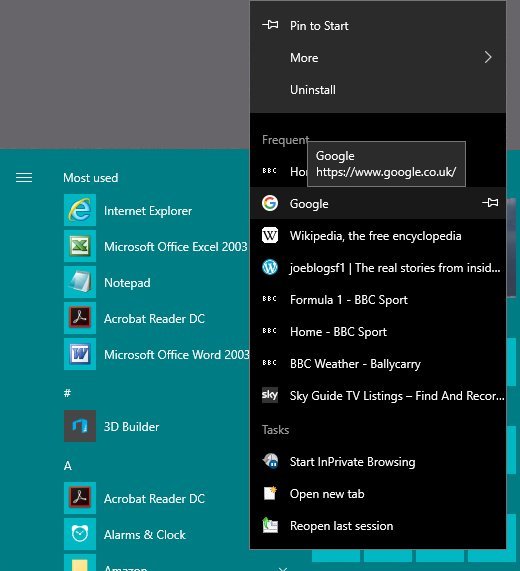 Pin to Start
More
Uninstall
Frequent
Google
https://www.google.co.uk/
BBC
BBC
Google
W
Wikipedia, the free encyclopedia
joeblogsf1 | The real stories from insid...
BBC
Formula 1 - BBC Sport
BBC
Home - BBC Sport
BBC
BBC Weather - Ballycarry
sky
Sky Guide TV Listings – Find And Recor...
Tasks
Start InPrivate Browsing
Open new tab
Reopen last session
Most used
Internet Explorer
Microsoft Office Excel 2003
Notepad
Acrobat Reader DC
Microsoft Office Word 2003
#
3D Builder
A
Acrobat Reader DC
Alarms & Clock
Amazon